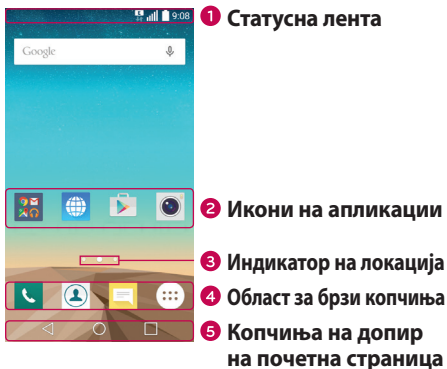 9:08
1 Статусна лента
Google
2 Икони на апликации
3 Индикатор на локација
4 Област за брзи копчиња
5 Копчиња на допир
на почетна страница